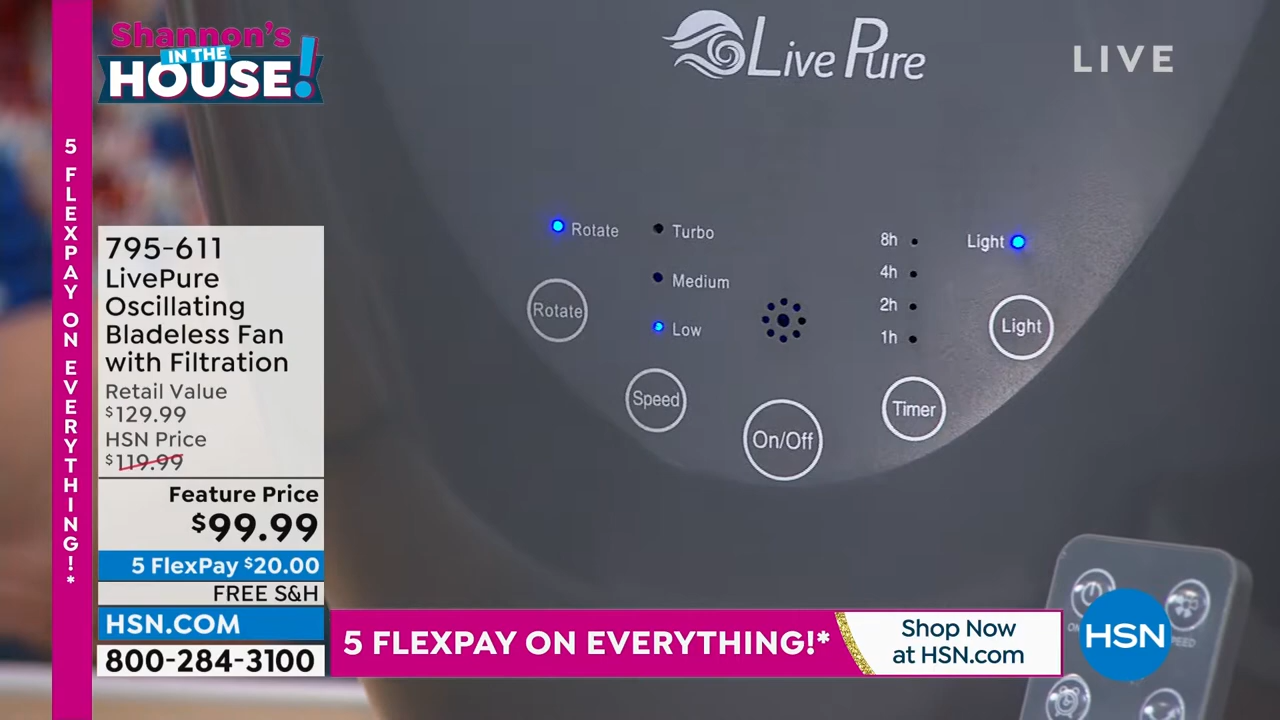 Shannon's
IN THE
HOUSE!
LivePure
LIVE
5 FLEXPAY ON EVERYTHING!*
795-611
LivePure
Oscillating
Bladeless Fan
with Filtration
Retail Value
$129.99
HSN Price
$119.99
Feature Price
$99.99
5 FlexPay $20.00
FREE S&H
HSN.COM
800-284-3100
Rotate
Turbo
Medium
Low
8h
4h
2h
1h
Light
Rotate
Speed
On/Off
Timer
Light
5 FLEXPAY ON EVERYTHING!*
Shop Now
at HSN.com
HSN